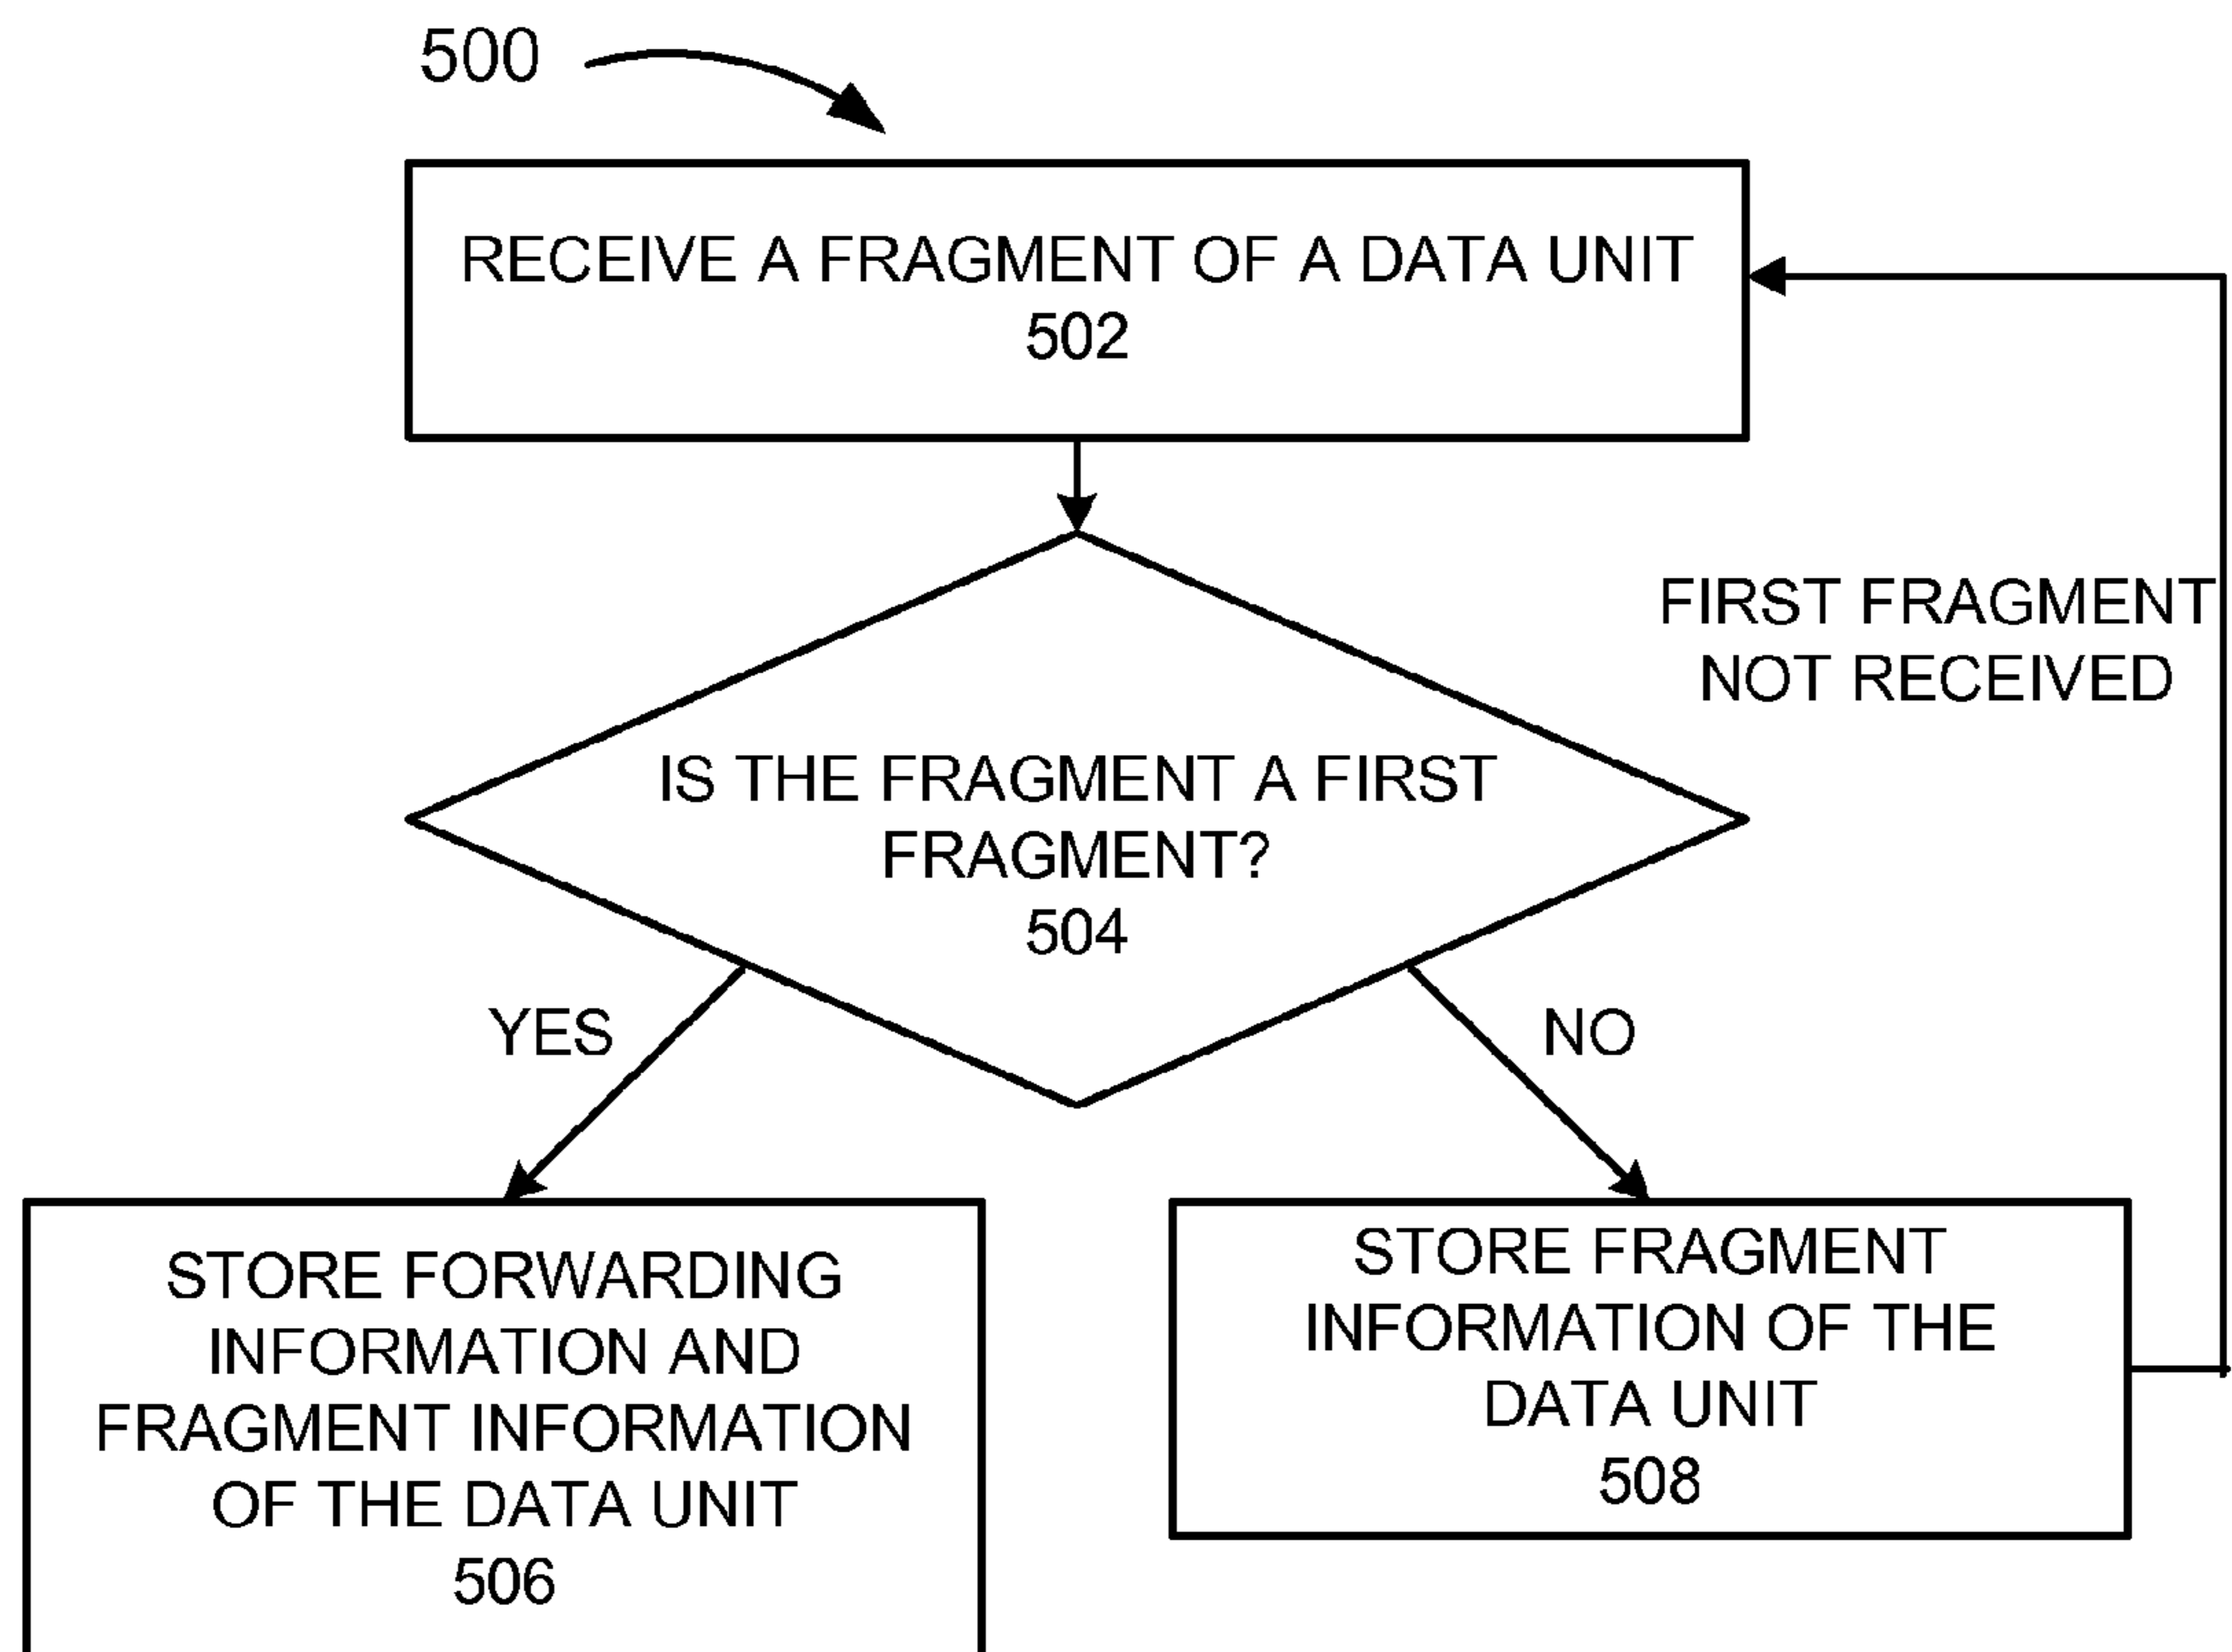 500
RECEIVE A FRAGMENT OF A DATA UNIT
502
FIRST FRAGMENT
NOT RECEIVED
IS THE FRAGMENT A FIRST
FRAGMENT?
504
YES
NO
STORE FORWARDING
INFORMATION AND
FRAGMENT INFORMATION
OF THE DATA UNIT
506
STORE FRAGMENT
INFORMATION OF THE
DATA UNIT
508